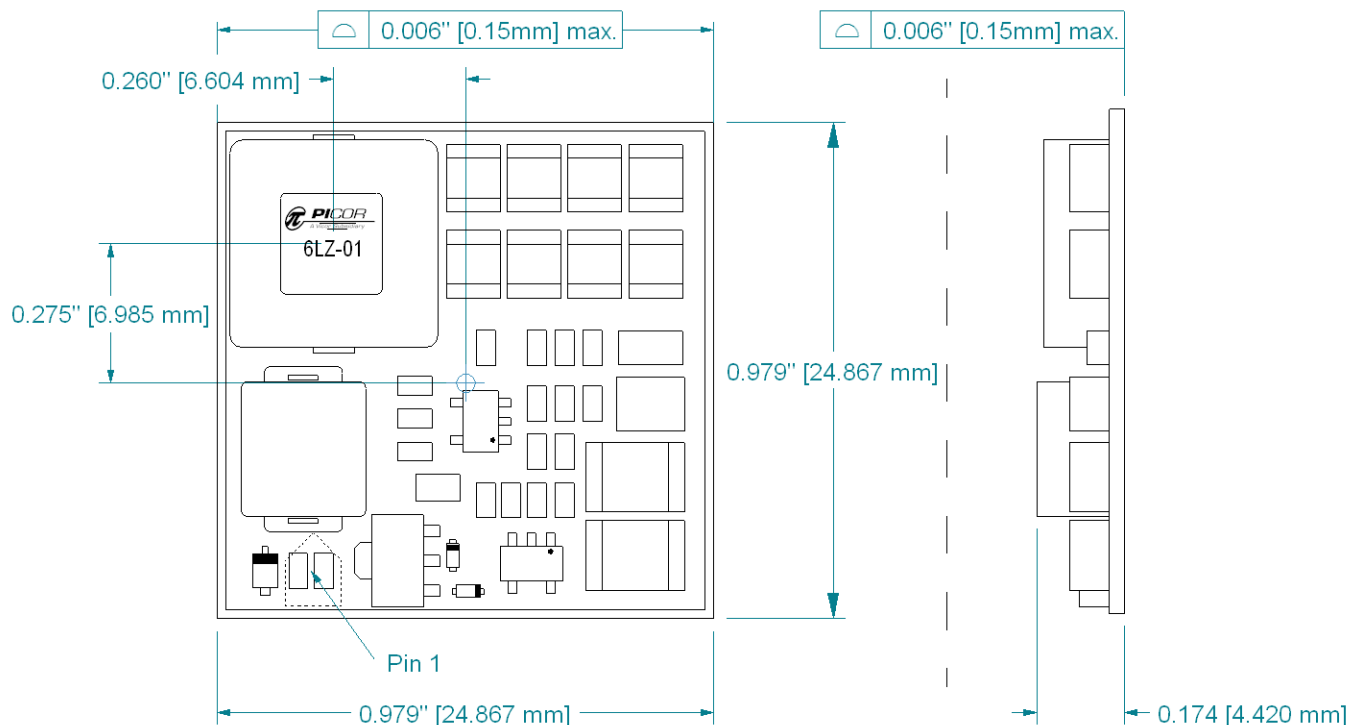 0.006" [0.15mm] max.
0.006" [0.15mm] max.
0.260" [6.604 mm]
PICOR
A Vicor Subsidiary
6LZ-01
0.275" [6.985 mm]
0.979" [24.867 mm]
Pin 1
0.979" [24.867 mm]
0.174 [4.420 mm]